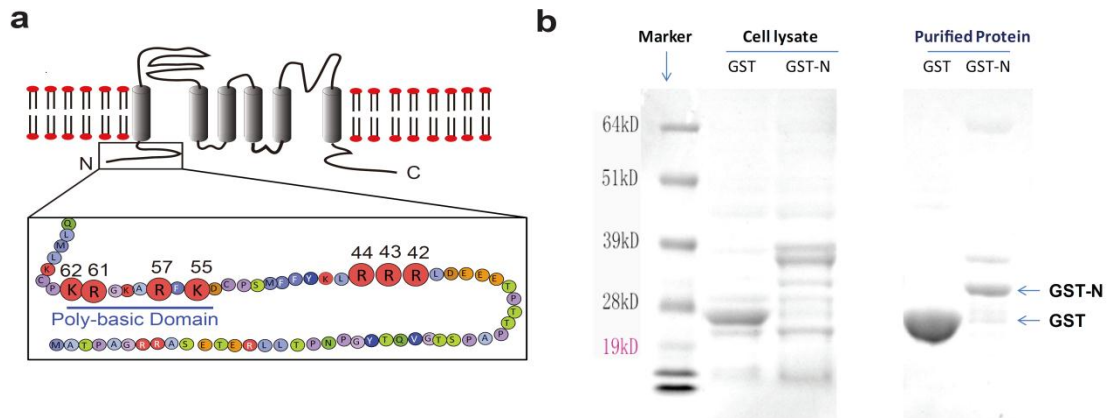 a
N
C
Q
L
M
L
K
C
62 61 57 55 44 43 42
P K R G K A R F K D C P S M F F Y K L R R R L D E E T
P
T
T
P
Poly-basic Domain
M A T P A G R R A S E T E R L L T P N P G Y T Q V G T S P A
b
Marker
Cell lysate
GST GST-N
Purified Protein
GST GST-N
64kD
51kD
39kD
28kD
19kD
GST-N
GST